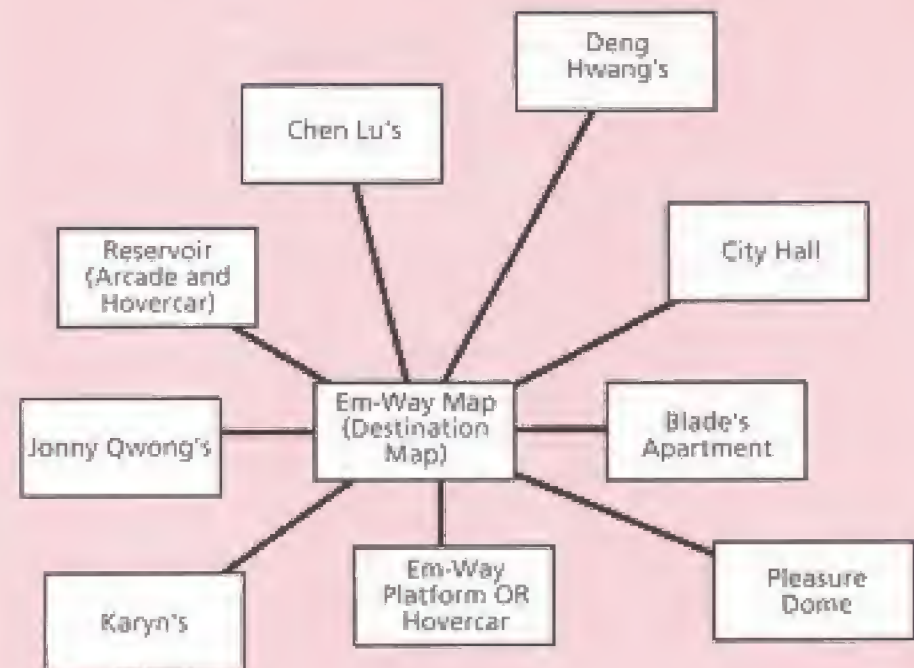 Deng
Hwang's
Chen Lu's
City Hall
Reservoir
(Arcade and
Hovercar)
Em-Way Map
(Destination
Map)
Blade's
Apartment
Jonny Qwong's
Em-Way
Platform OR
Hovercar
Pleasure
Dome
Karyn's